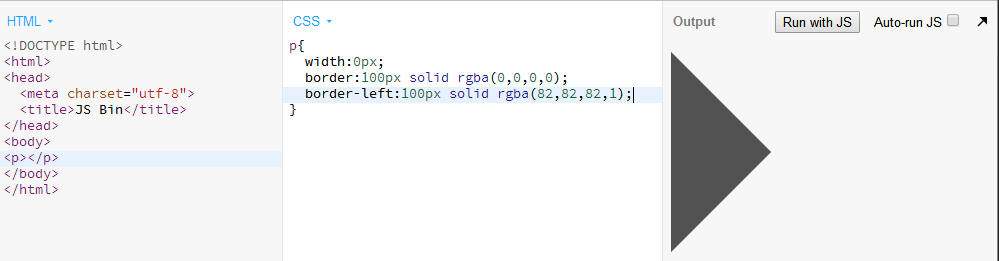 HTML
<!DOCTYPE html>
<html>
<head>
  <meta charset="utf-8">
  <title>JS Bin</title>
</head>
<body>
<p></p>
</body>
</html>
CSS
p{
  width:0px;
  border:100px solid rgba(0,0,0,0);
  border-left:100px solid rgba(82,82,82,1);
}
Output
Run with JS
Auto-run JS